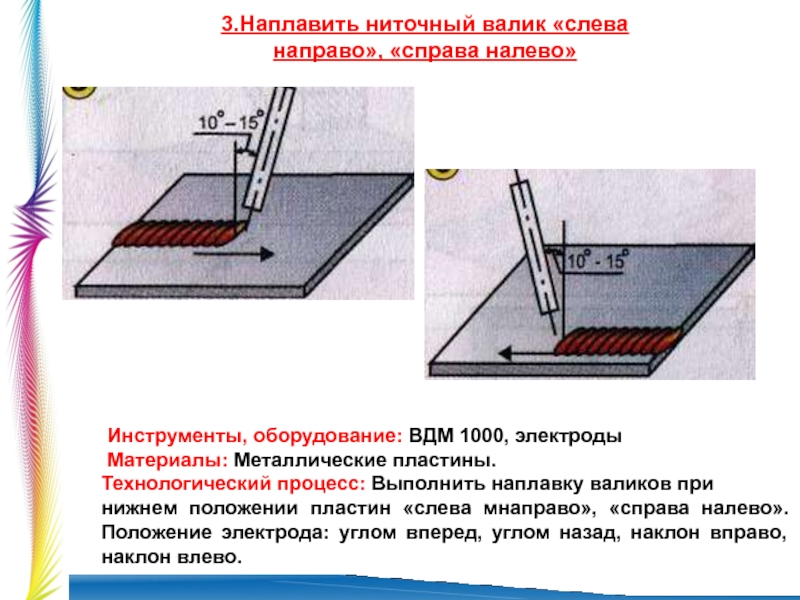 3.Наплавить ниточный валик «слева
направо», «справа налево»
10°–15°
10° - 15°
Инструменты, оборудование: ВДМ 1000, электроды
Материалы: Металлические пластины.
Технологический процесс: Выполнить наплавку валиков при
нижнем положении пластин «слева мнаправо», «справа налево».
Положение электрода: углом вперед, углом назад, наклон вправо,
наклон влево.